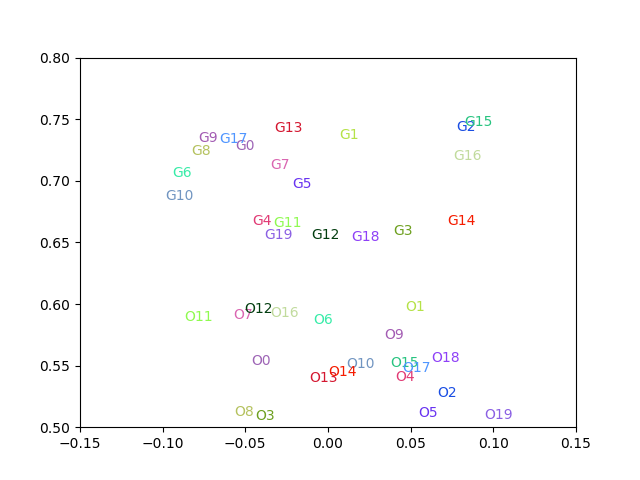 0.80
0.75
0.70
0.65
0.60
0.55
0.50
−0.15 −0.10 −0.05 0.00 0.05 0.10 0.15
G15
G2
G13
G1
G9 G17
G0
G8
G16
G7
G6
G5
G10
G4 G11 G14
G3
G19 G12 G18
O1
O12
O16
O11 O7
O6
O9
O18
O0 O10 O15
O17
O14
O13 O4
O2
O8 O3 O5 O19